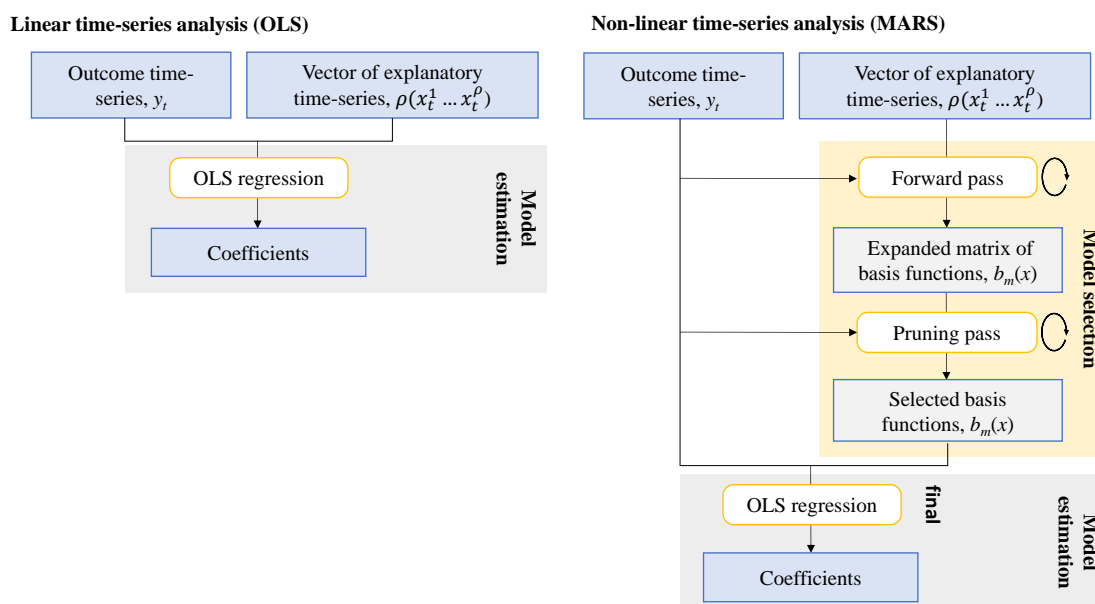 Linear time-series analysis (OLS)
Outcome time-
series, y_t
Vector of explanatory
time-series, ρ(x_t^1 … x_t^ρ)
OLS regression
Coefficients
Model
estimation
Non-linear time-series analysis (MARS)
Outcome time-
series, y_t
Vector of explanatory
time-series, ρ(x_t^1 … x_t^ρ)
Forward pass
Expanded matrix of
basis functions, b_m(x)
Pruning pass
Selected basis
functions, b_m(x)
Model selection
OLS regression
final
Coefficients
Model
estimation